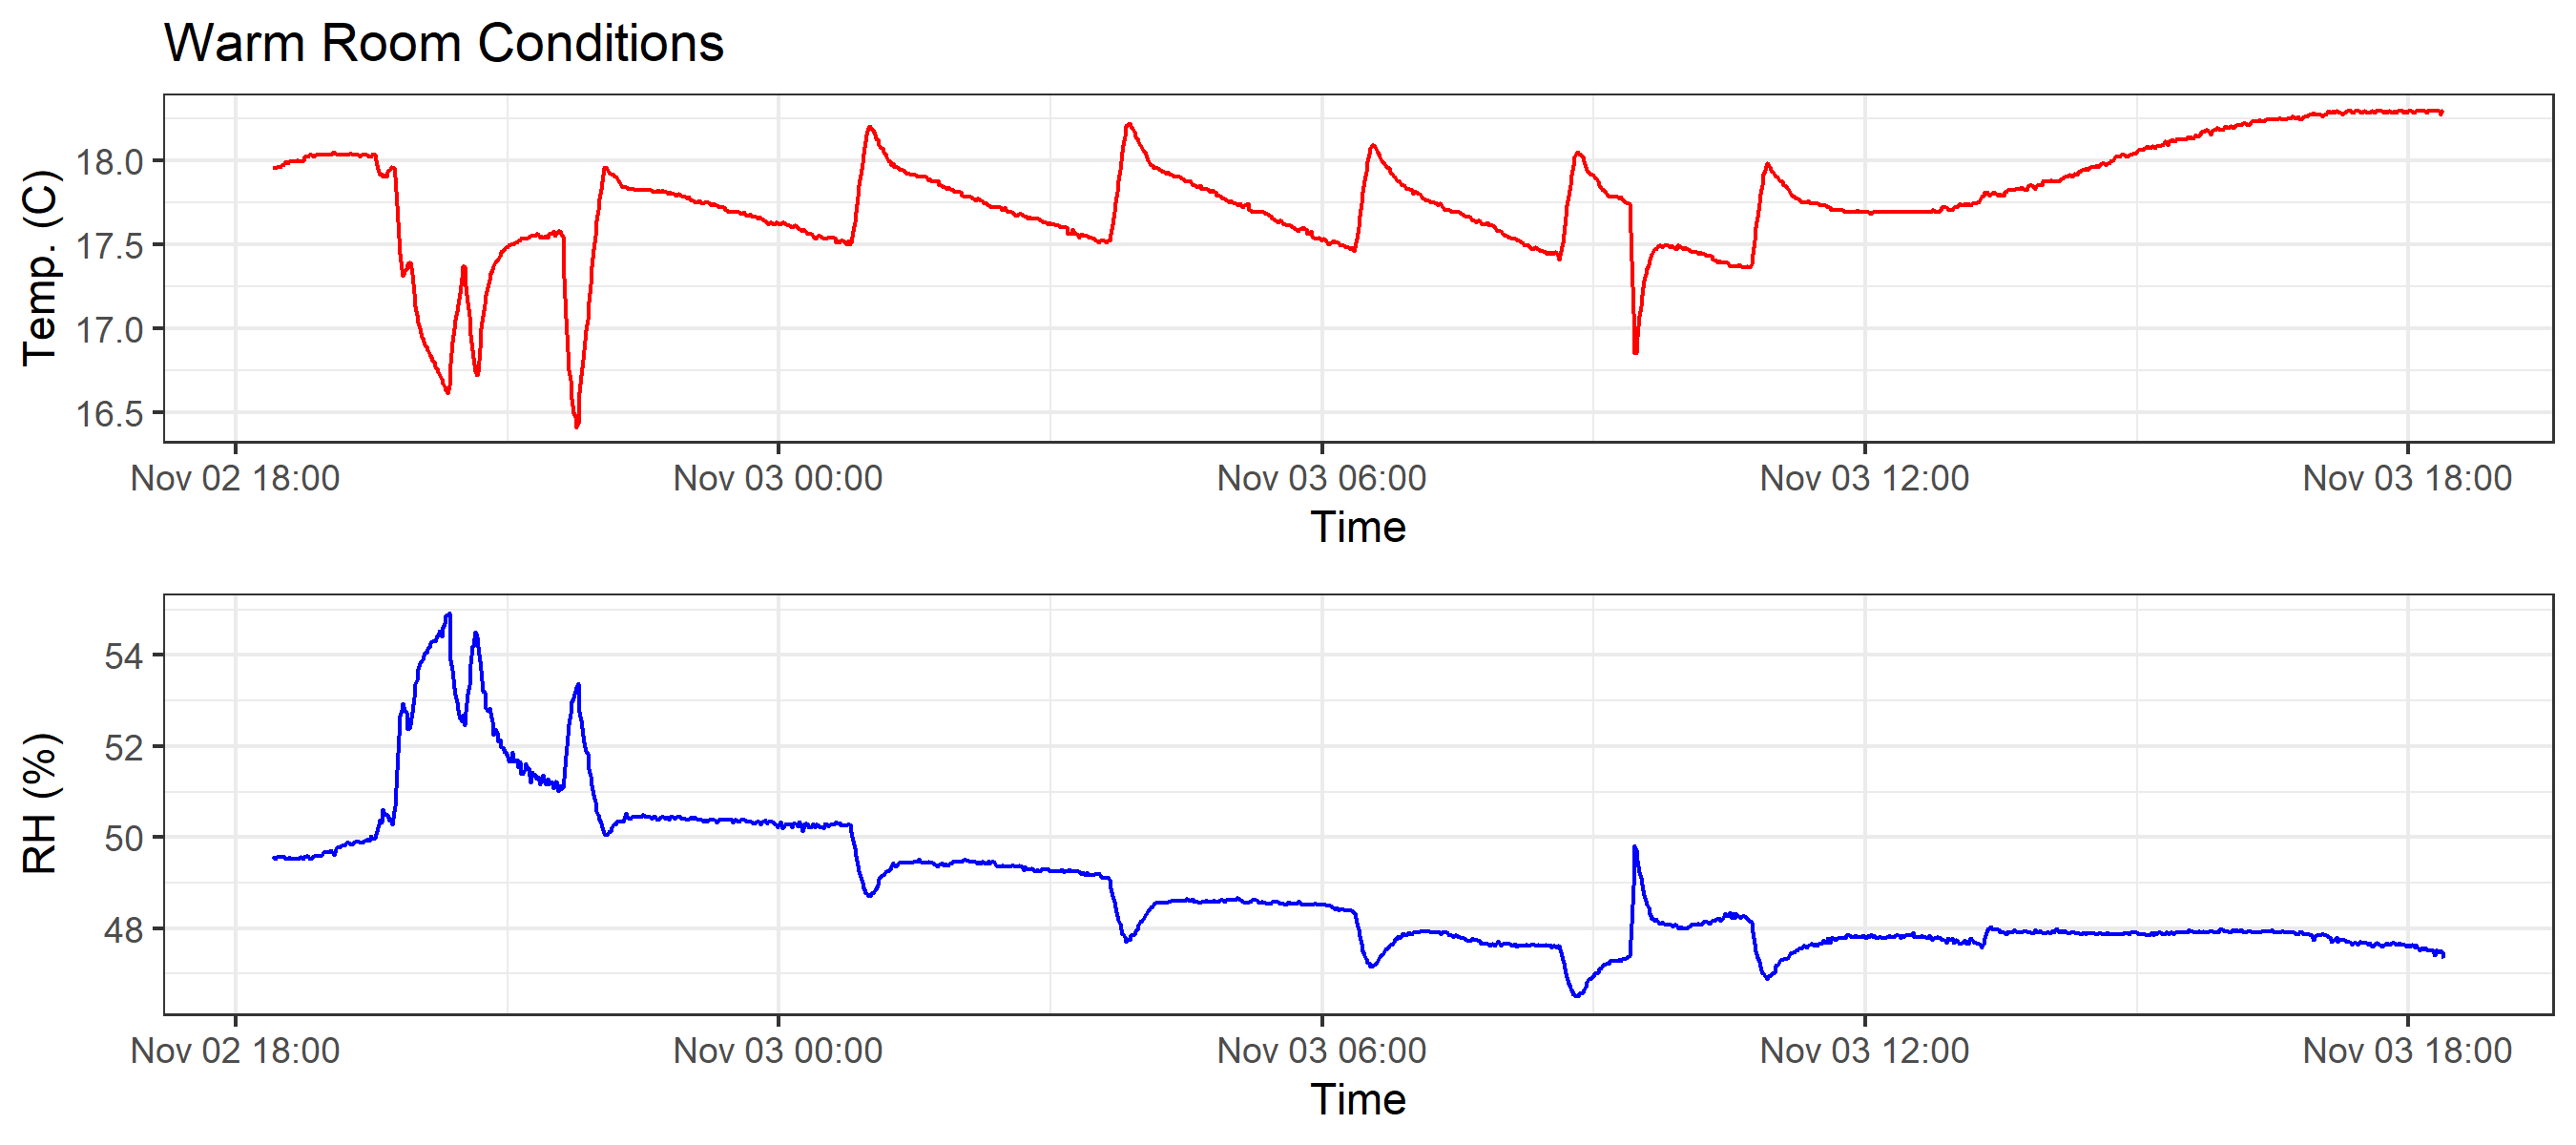 Warm Room Conditions
Temp. (C)
18.0
17.5
17.0
16.5
Nov 02 18:00 Nov 03 00:00 Nov 03 06:00 Nov 03 12:00 Nov 03 18:00
Time
RH (%)
54
52
50
48
Nov 02 18:00 Nov 03 00:00 Nov 03 06:00 Nov 03 12:00 Nov 03 18:00
Time